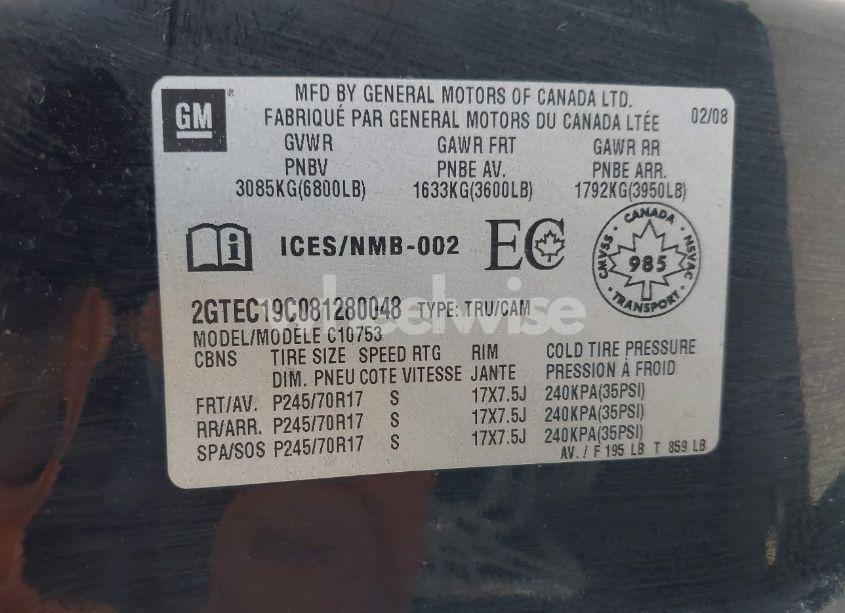 GM
MFD BY GENERAL MOTORS OF CANADA LTD.
FABRIQUÉ PAR GENERAL MOTORS DU CANADA LTÉE 02/08
GVWR GAWR FRT GAWR RR
PNBV PNBE AV. PNBE ARR.
3085KG(6800LB) 1633KG(3600LB) 1792KG(3950LB)
ICES/NMB-002 EC
CANADA
CMVSS 985 NSVAC
TRANSPORT
2GTEC19C081280048 TYPE: TRU/CAM
MODEL/MODÈLE C10753
CBNS TIRE SIZE SPEED RTG RIM COLD TIRE PRESSURE
DIM. PNEU COTE VITESSE JANTE PRESSION À FROID
FRT/AV. P245/70R17 S 17X7.5J 240KPA(35PSI)
RR/ARR. P245/70R17 S 17X7.5J 240KPA(35PSI)
SPA/SOS P245/70R17 S 17X7.5J 240KPA(35PSI)
AV. / F 195 LB T 859 LB